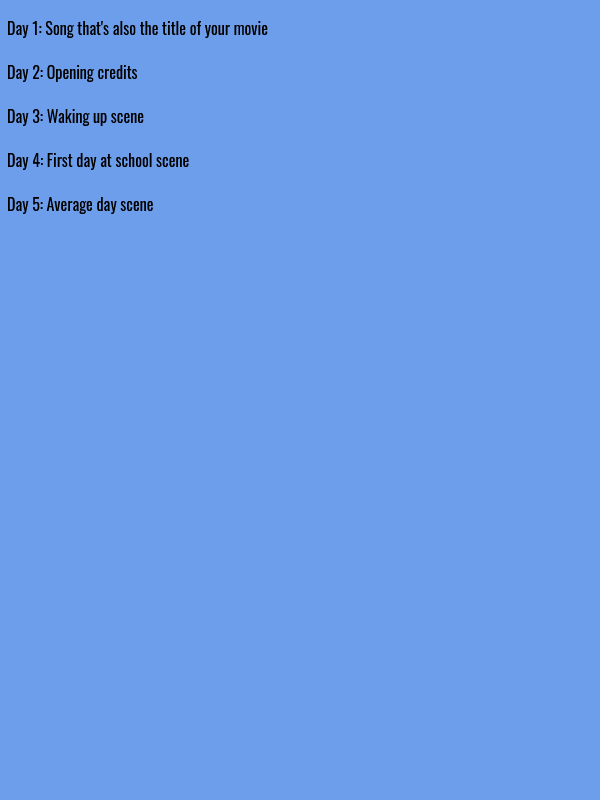 Day 1: Song that's also the title of your movie
Day 2: Opening credits
Day 3: Waking up scene
Day 4: First day at school scene
Day 5: Average day scene